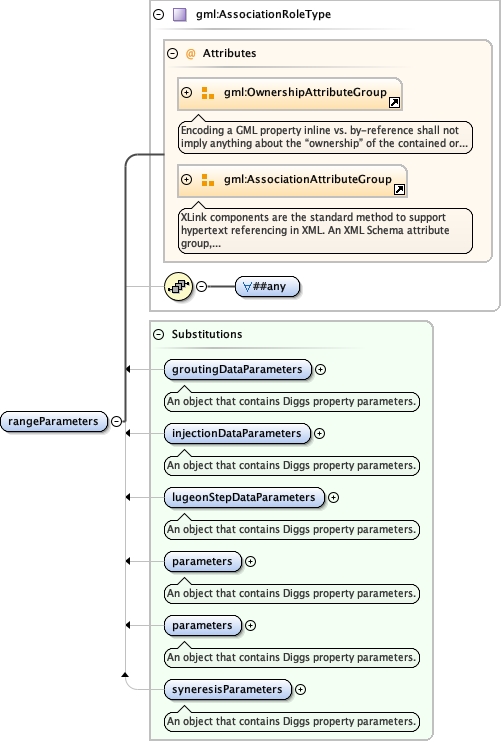 gml:AssociationRoleType
@ Attributes
gml:OwnershipAttributeGroup
Encoding a GML property inline vs. by-reference shall not
imply anything about the “ownership” of the contained or...
gml:AssociationAttributeGroup
XLink components are the standard method to support
hypertext referencing in XML. An XML Schema attribute
group,...
∀##any
rangeParameters
Substitutions
groutingDataParameters
An object that contains Diggs property parameters.
injectionDataParameters
An object that contains Diggs property parameters.
lugeonStepDataParameters
An object that contains Diggs property parameters.
parameters
An object that contains Diggs property parameters.
parameters
An object that contains Diggs property parameters.
syneresisParameters
An object that contains Diggs property parameters.